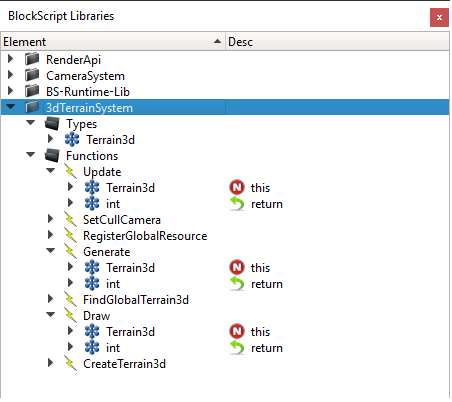 BlockScript Libraries
Element Desc
RenderApi
CameraSystem
BS-Runtime-Lib
3dTerrainSystem
Types
Terrain3d
Functions
Update
Terrain3d N this
int return
SetCullCamera
RegisterGlobalResource
Generate
Terrain3d N this
int return
FindGlobalTerrain3d
Draw
Terrain3d N this
int return
CreateTerrain3d